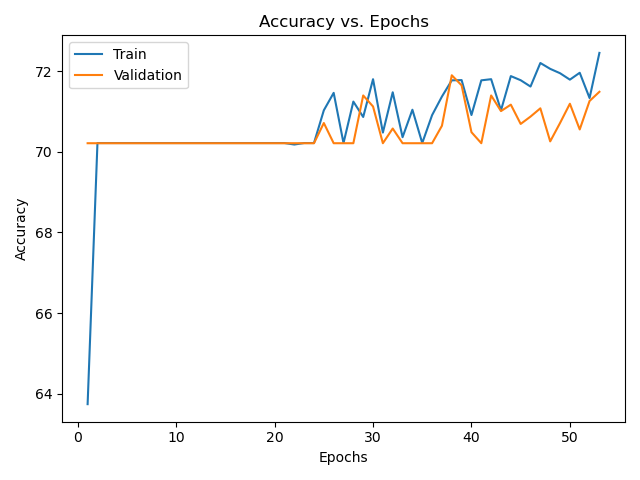 Accuracy vs. Epochs
Train
Validation
72
70
68
66
64
Accuracy
0 10 20 30 40 50
Epochs